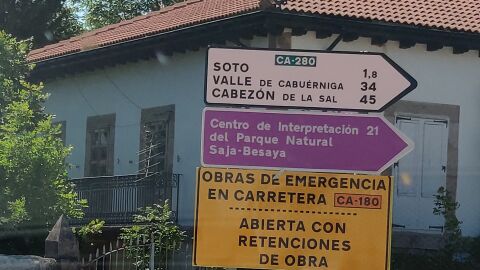 CA-280
SOTO 1,8
VALLE DE CABUÉRNIGA 34
CABEZÓN DE LA SAL 45
Centro de Interpretación 21
del Parque Natural
Saja-Besaya
OBRAS DE EMERGENCIA
EN CARRETERA CA-180
ABIERTA CON
RETENCIONES
DE OBRA